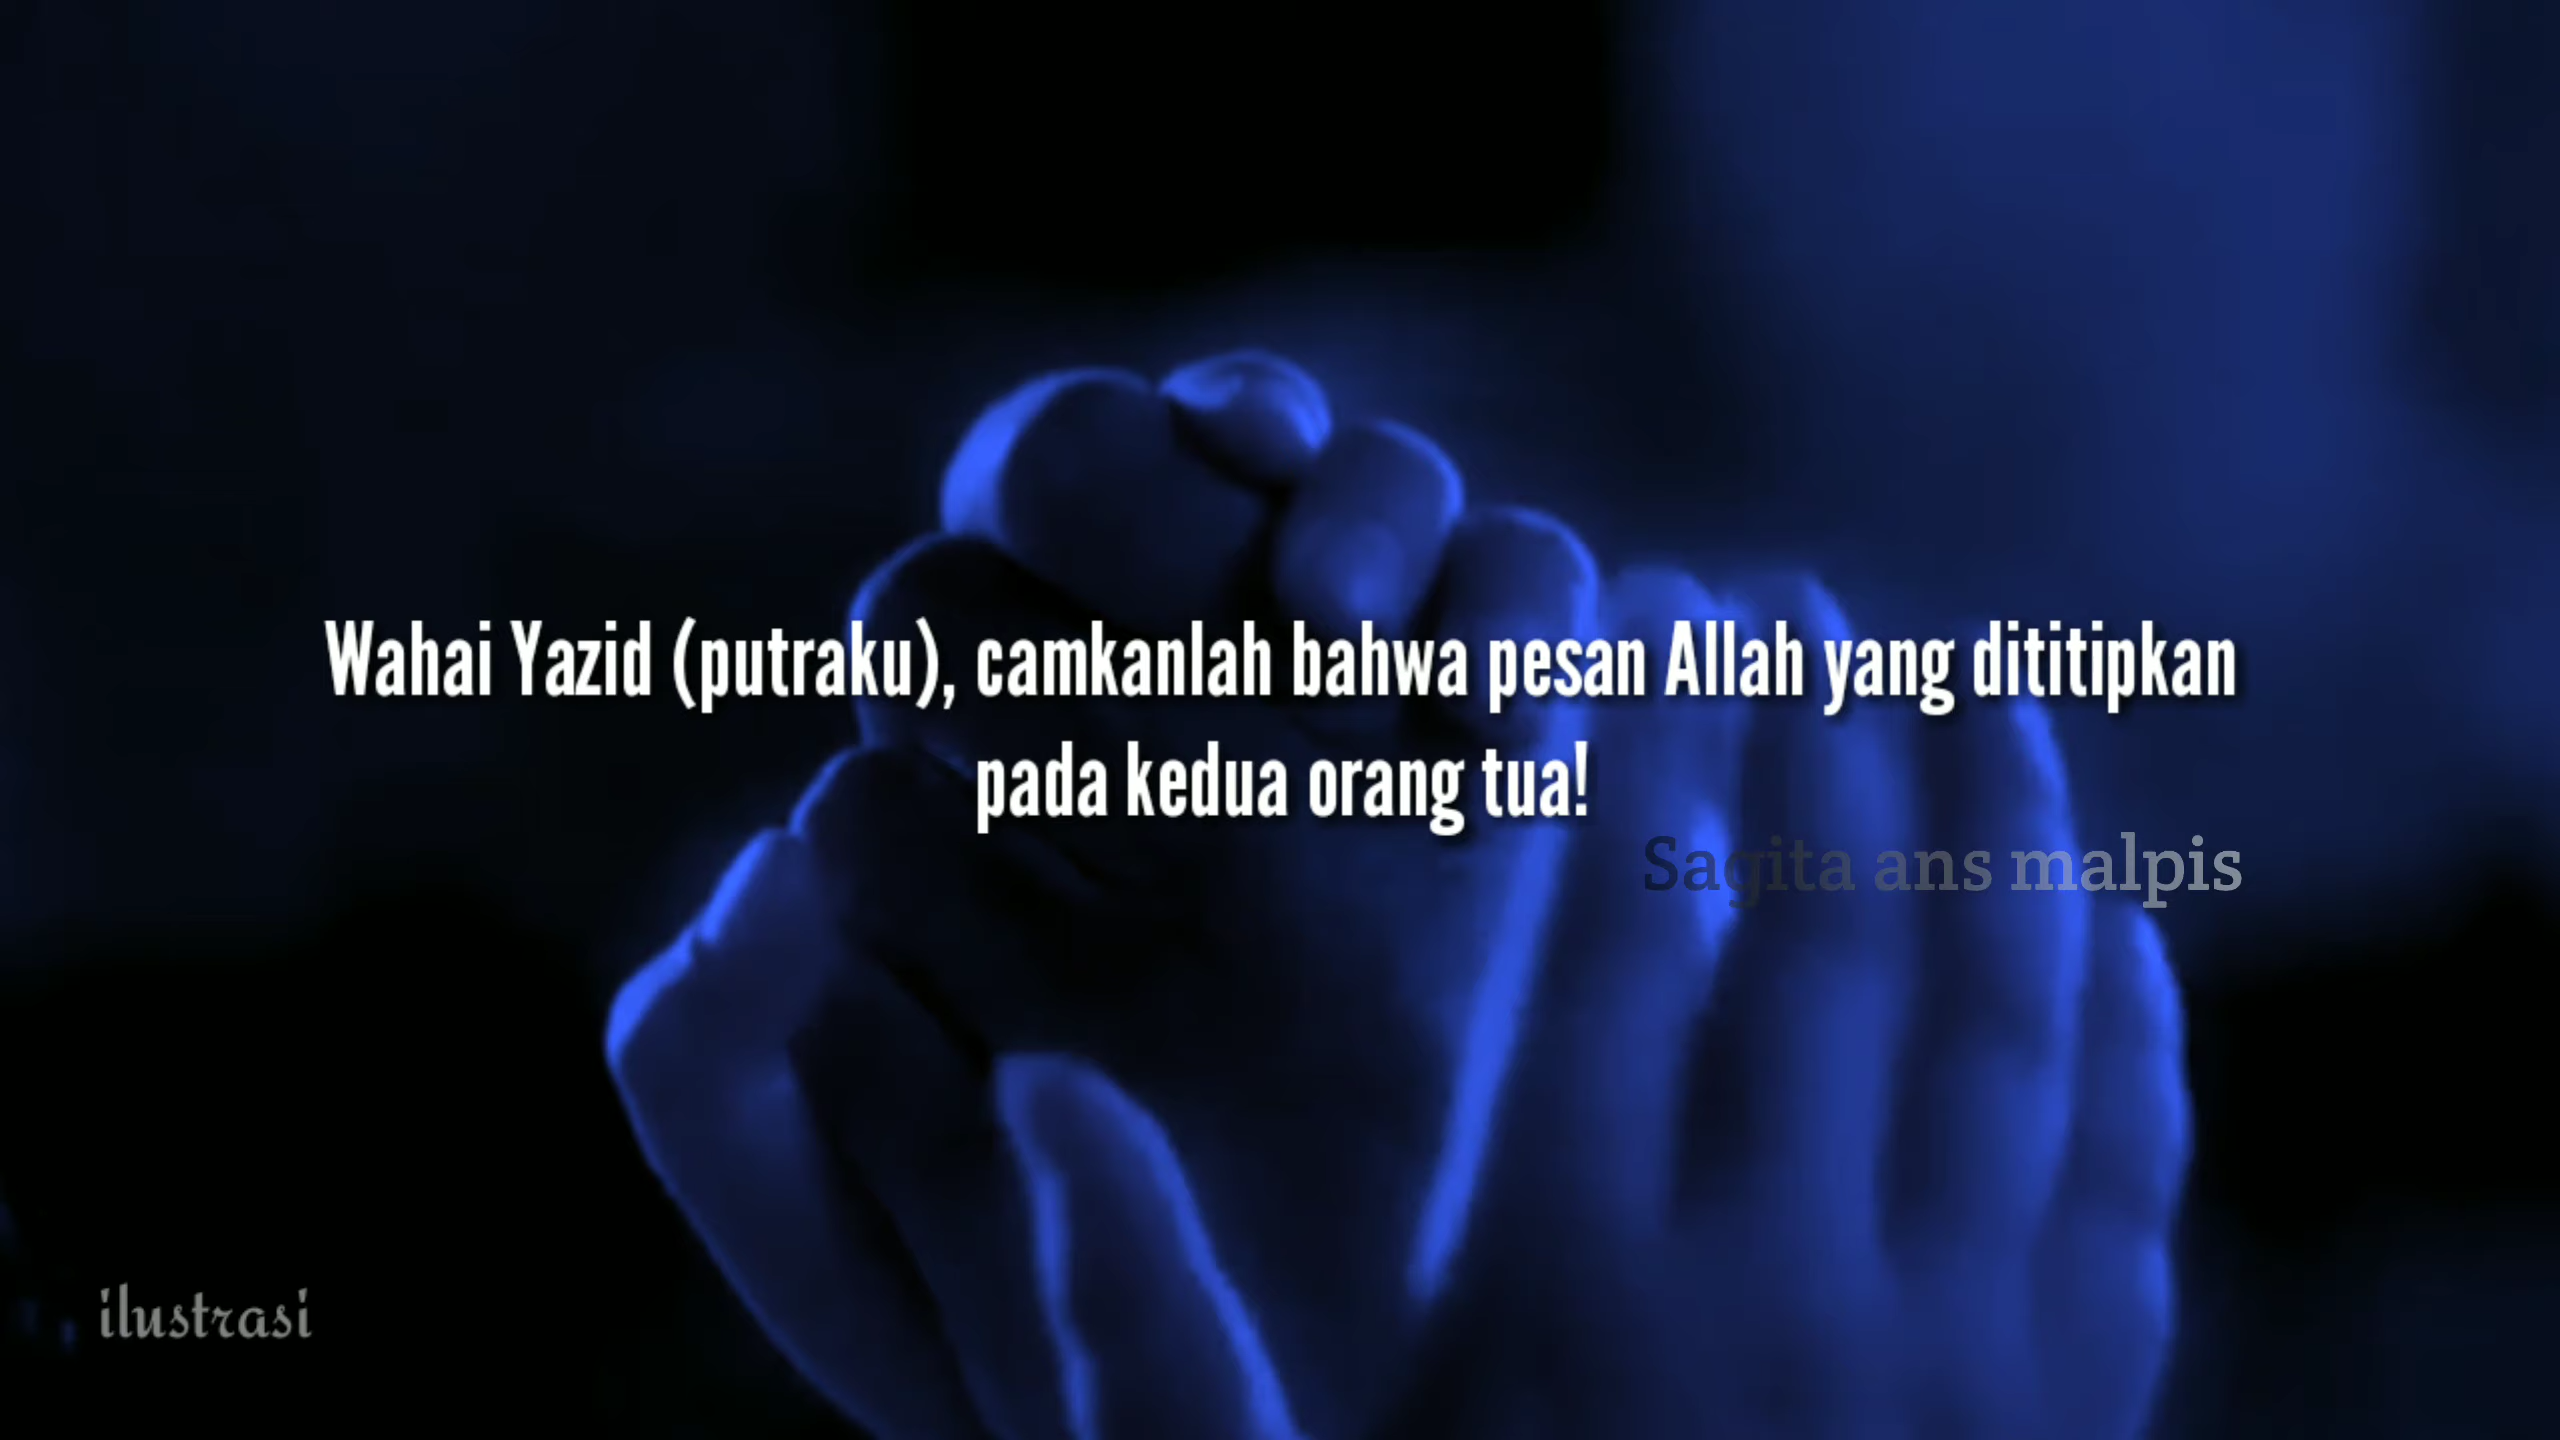 Wahai Yazid (putraku), camkanlah bahwa pesan Allah yang dititipkan
pada kedua orang tua!
Sagita ans malpis
ilustrasi